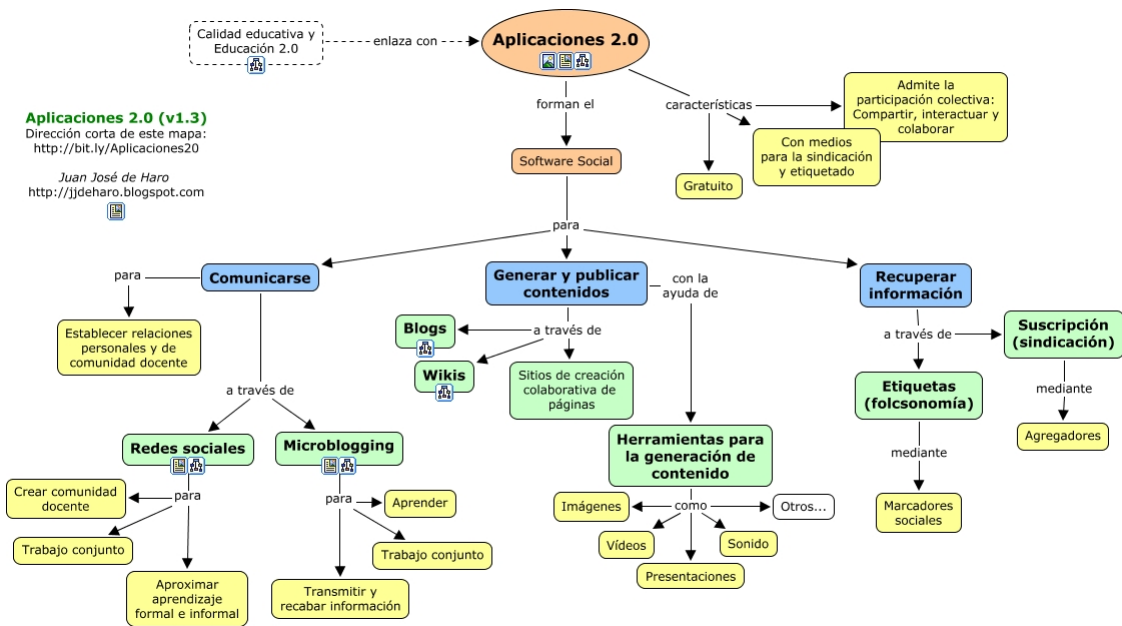 Calidad educativa y
Educación 2.0
enlaza con
Aplicaciones 2.0
forman el
características
Admite la
participación colectiva:
Compartir, interactuar y
colaborar
Con medios
para la sindicación
y etiquetado
Gratuito
Aplicaciones 2.0 (v1.3)
Dirección corta de este mapa:
http://bit.ly/Aplicaciones20
Juan José de Haro
http://jjdeharo.blogspot.com
Software Social
para
Comunicarse
para
Establecer relaciones
personales y de
comunidad docente
a través de
Redes sociales
para
Crear comunidad
docente
Trabajo conjunto
Aproximar
aprendizaje
formal e informal
Microblogging
para
Aprender
Trabajo conjunto
Transmitir y
recabar información
Generar y publicar
contenidos
a través de
Blogs
Wikis
Sitios de creación
colaborativa de
páginas
con la
ayuda de
Herramientas para
la generación de
contenido
como
Imágenes
Vídeos
Presentaciones
Sonido
Otros...
Recuperar
información
a través de
Suscripción
(sindicación)
mediante
Agregadores
Etiquetas
(folcsonomía)
mediante
Marcadores
sociales